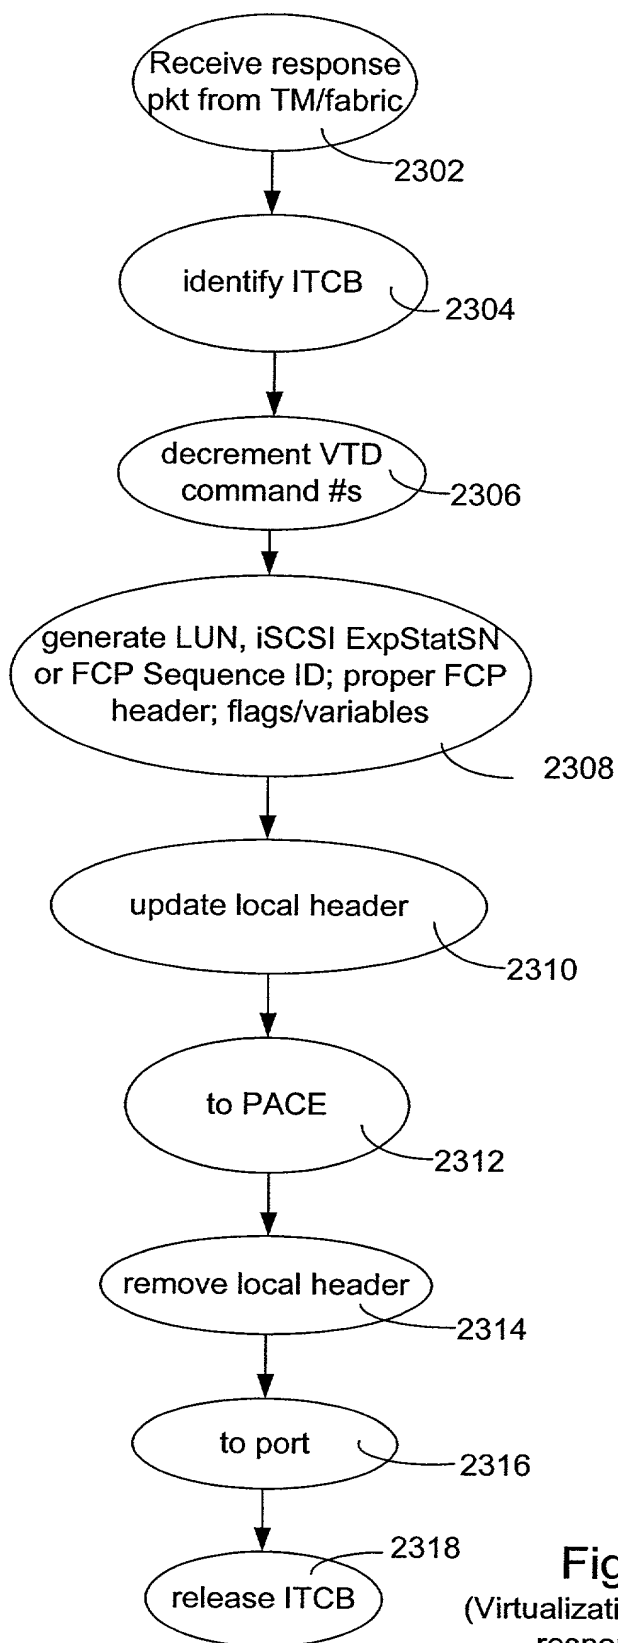 Receive response
pkt from TM/fabric
2302
identify ITCB
2304
decrement VTD
command #s
2306
generate LUN, iSCSI ExpStatSN
or FCP Sequence ID; proper FCP
header; flags/variables
2308
update local header
2310
to PACE
2312
remove local header
2314
to port
2316
2318
release ITCB
Fig